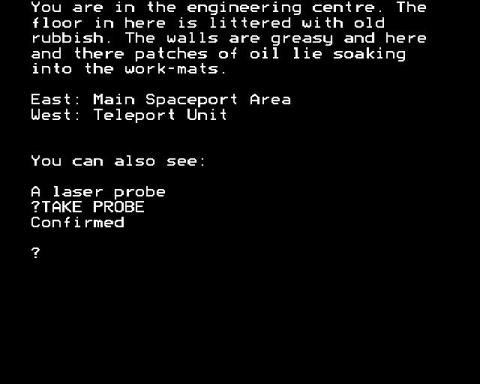 You are in the engineering centre. The
floor in here is littered with old
rubbish. The walls are greasy and here
and there patches of oil lie soaking
into the work-mats.
East: Main Spaceport Area
West: Teleport Unit
You can also see:
A laser probe
?TAKE PROBE
Confirmed
?